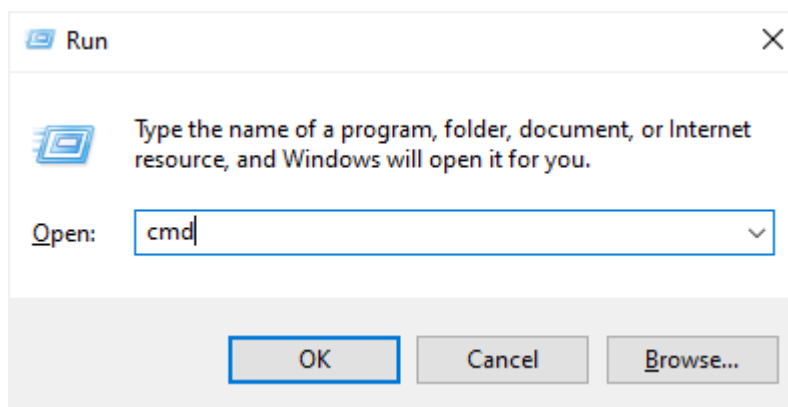 Run
Type the name of a program, folder, document, or Internet
resource, and Windows will open it for you.
Open: cmd
OK Cancel Browse...